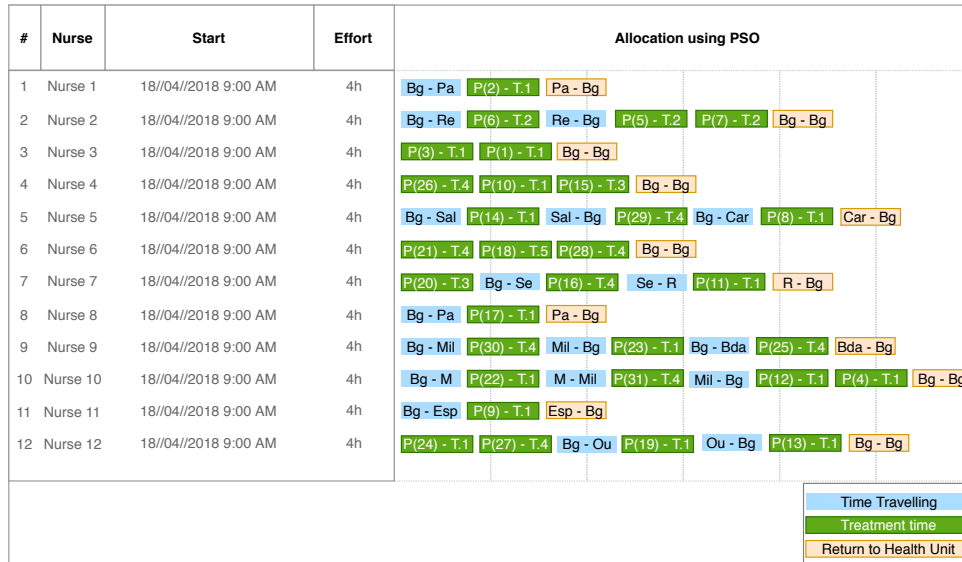 # Nurse Start Effort Allocation using PSO
1 Nurse 1 18//04//2018 9:00 AM 4h Bg - Pa P(2) - T.1 Pa - Bg
2 Nurse 2 18//04//2018 9:00 AM 4h Bg - Re P(6) - T.2 Re - Bg P(5) - T.2 P(7) - T.2 Bg - Bg
3 Nurse 3 18//04//2018 9:00 AM 4h P(3) - T.1 P(1) - T.1 Bg - Bg
4 Nurse 4 18//04//2018 9:00 AM 4h P(26) - T.4 P(10) - T.1 P(15) - T.3 Bg - Bg
5 Nurse 5 18//04//2018 9:00 AM 4h Bg - Sal P(14) - T.1 Sal - Bg P(29) - T.4 Bg - Car P(8) - T.1 Car - Bg
6 Nurse 6 18//04//2018 9:00 AM 4h P(21) - T.4 P(18) - T.5 P(28) - T.4 Bg - Bg
7 Nurse 7 18//04//2018 9:00 AM 4h P(20) - T.3 Bg - Se P(16) - T.4 Se - R P(11) - T.1 R - Bg
8 Nurse 8 18//04//2018 9:00 AM 4h Bg - Pa P(17) - T.1 Pa - Bg
9 Nurse 9 18//04//2018 9:00 AM 4h Bg - Mil P(30) - T.4 Mil - Bg P(23) - T.1 Bg - Bda P(25) - T.4 Bda - Bg
10 Nurse 10 18//04//2018 9:00 AM 4h Bg - M P(22) - T.1 M - Mil P(31) - T.4 Mil - Bg P(12) - T.1 P(4) - T.1 Bg - Bg
11 Nurse 11 18//04//2018 9:00 AM 4h Bg - Esp P(9) - T.1 Esp - Bg
12 Nurse 12 18//04//2018 9:00 AM 4h P(24) - T.1 P(27) - T.4 Bg - Ou P(19) - T.1 Ou - Bg P(13) - T.1 Bg - Bg
Time Travelling
Treatment time
Return to Health Unit